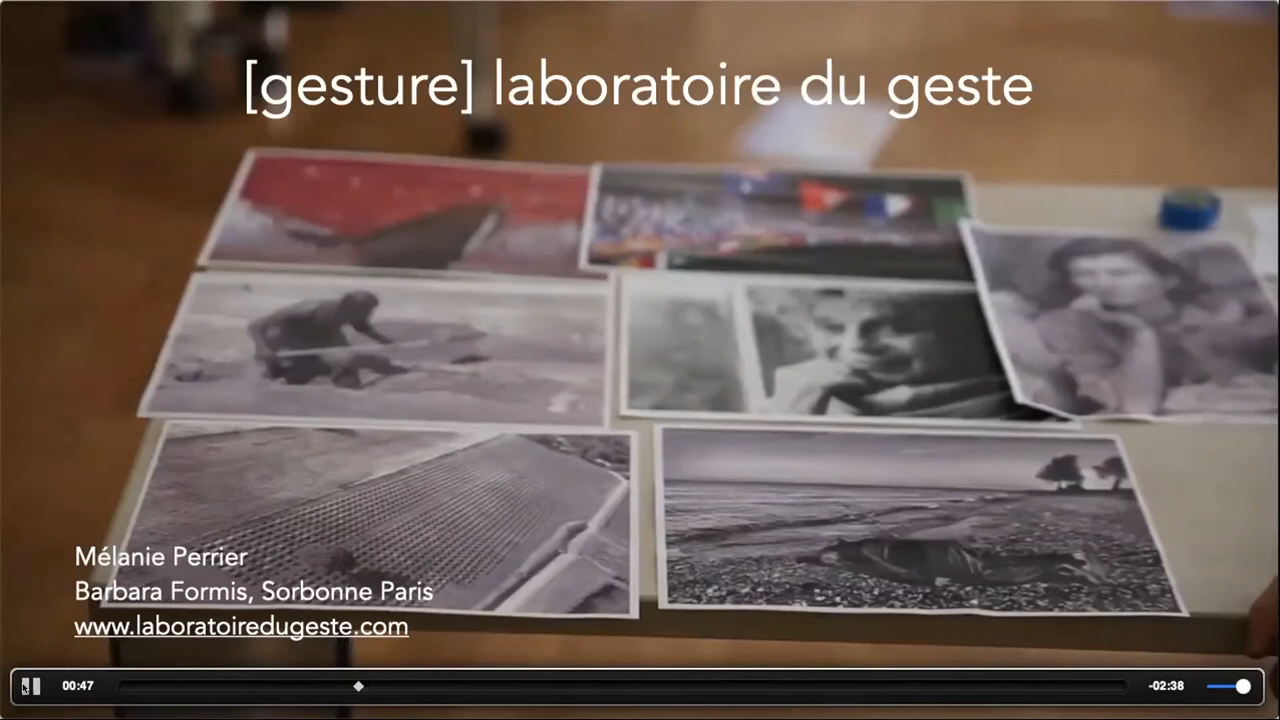 [gesture] laboratoire du geste
Mélanie Perrier
Barbara Formis, Sorbonne Paris
www.laboratoiredugeste.com
00:47
-02:38